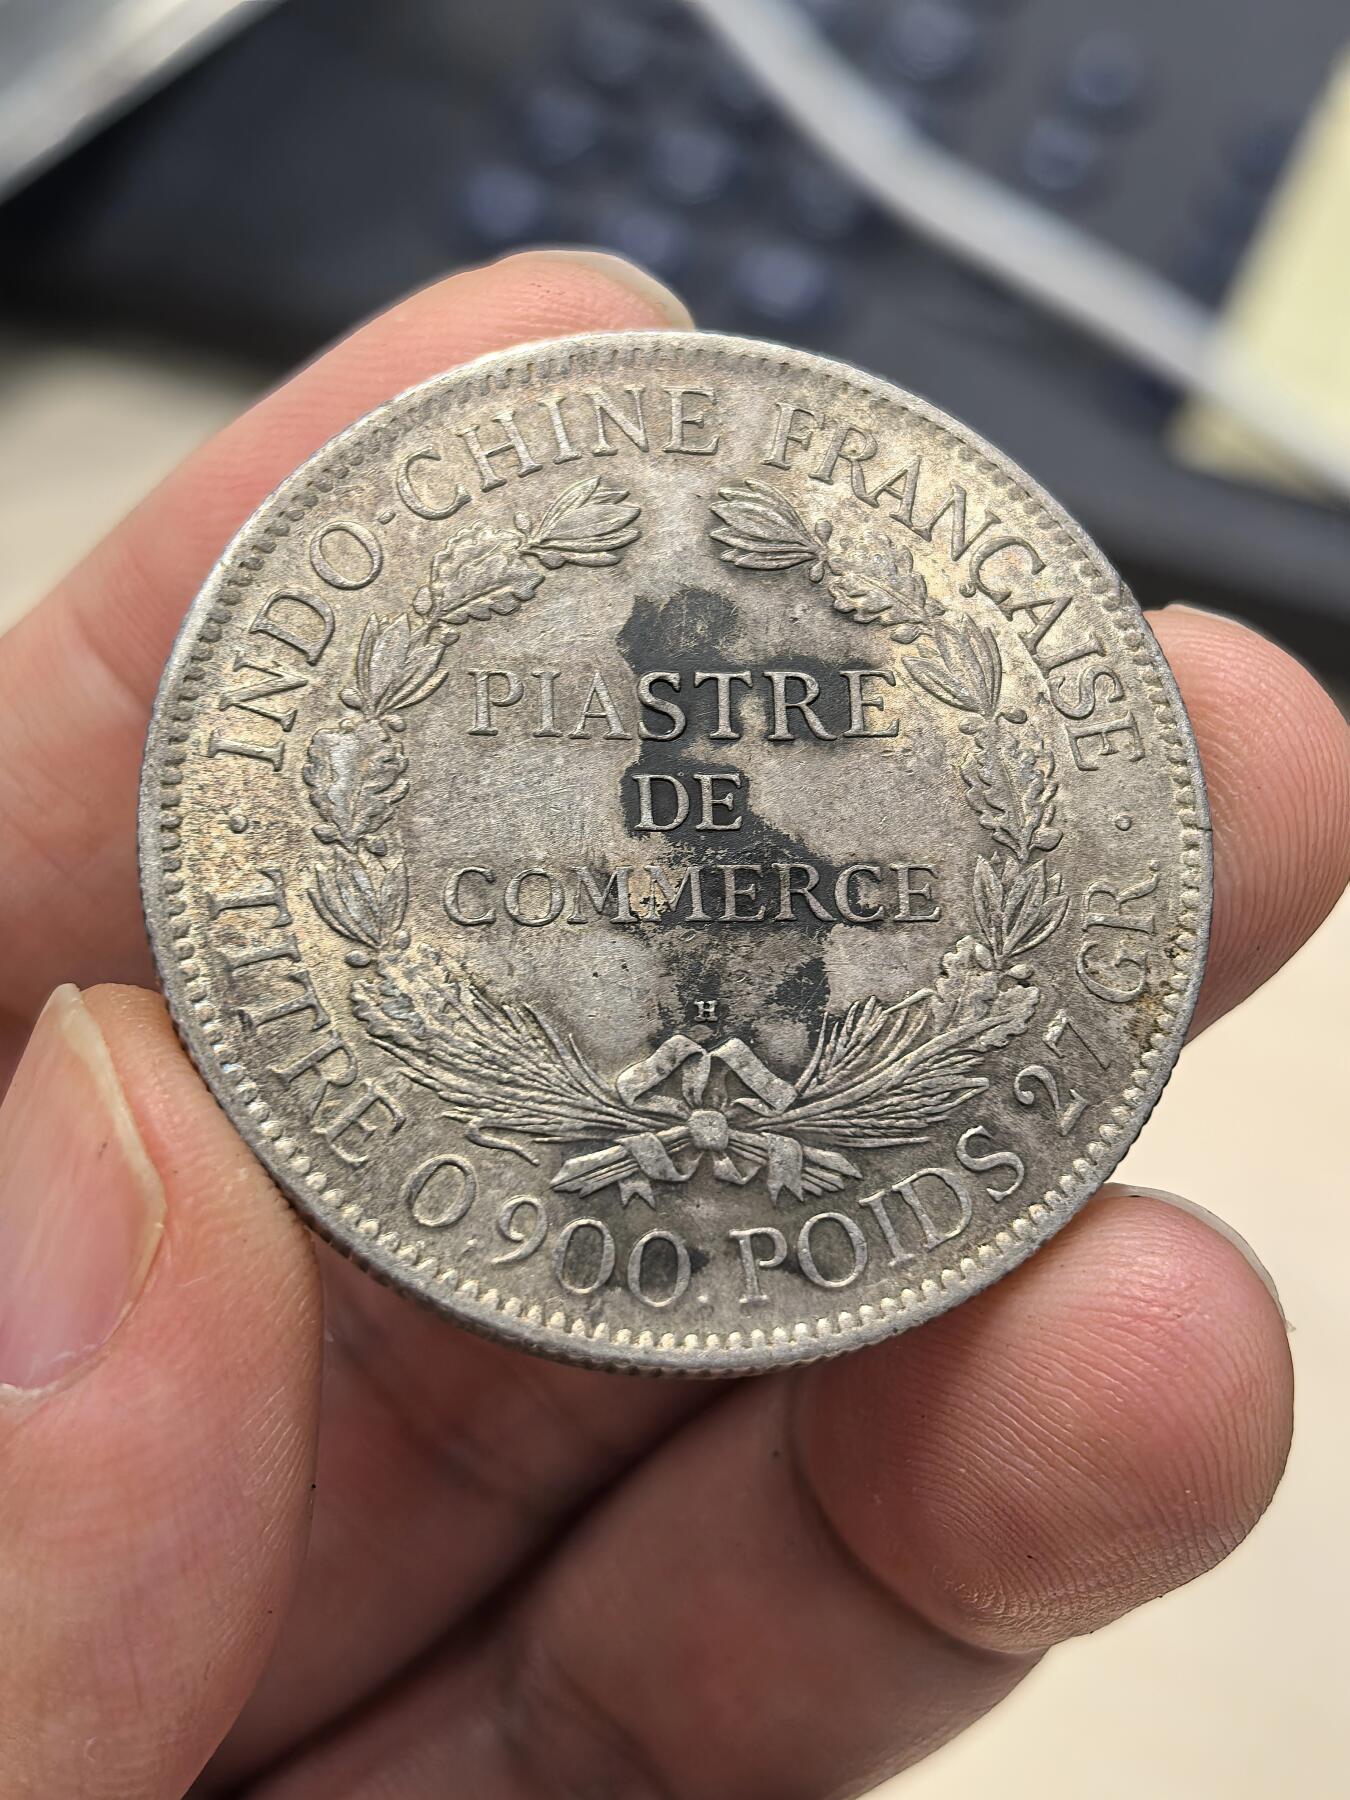 INDO-CHINE FRANÇAISE
PIASTRE
DE
COMMERCE
H
· TITRE 0,900. POIDS 27 GR. ·